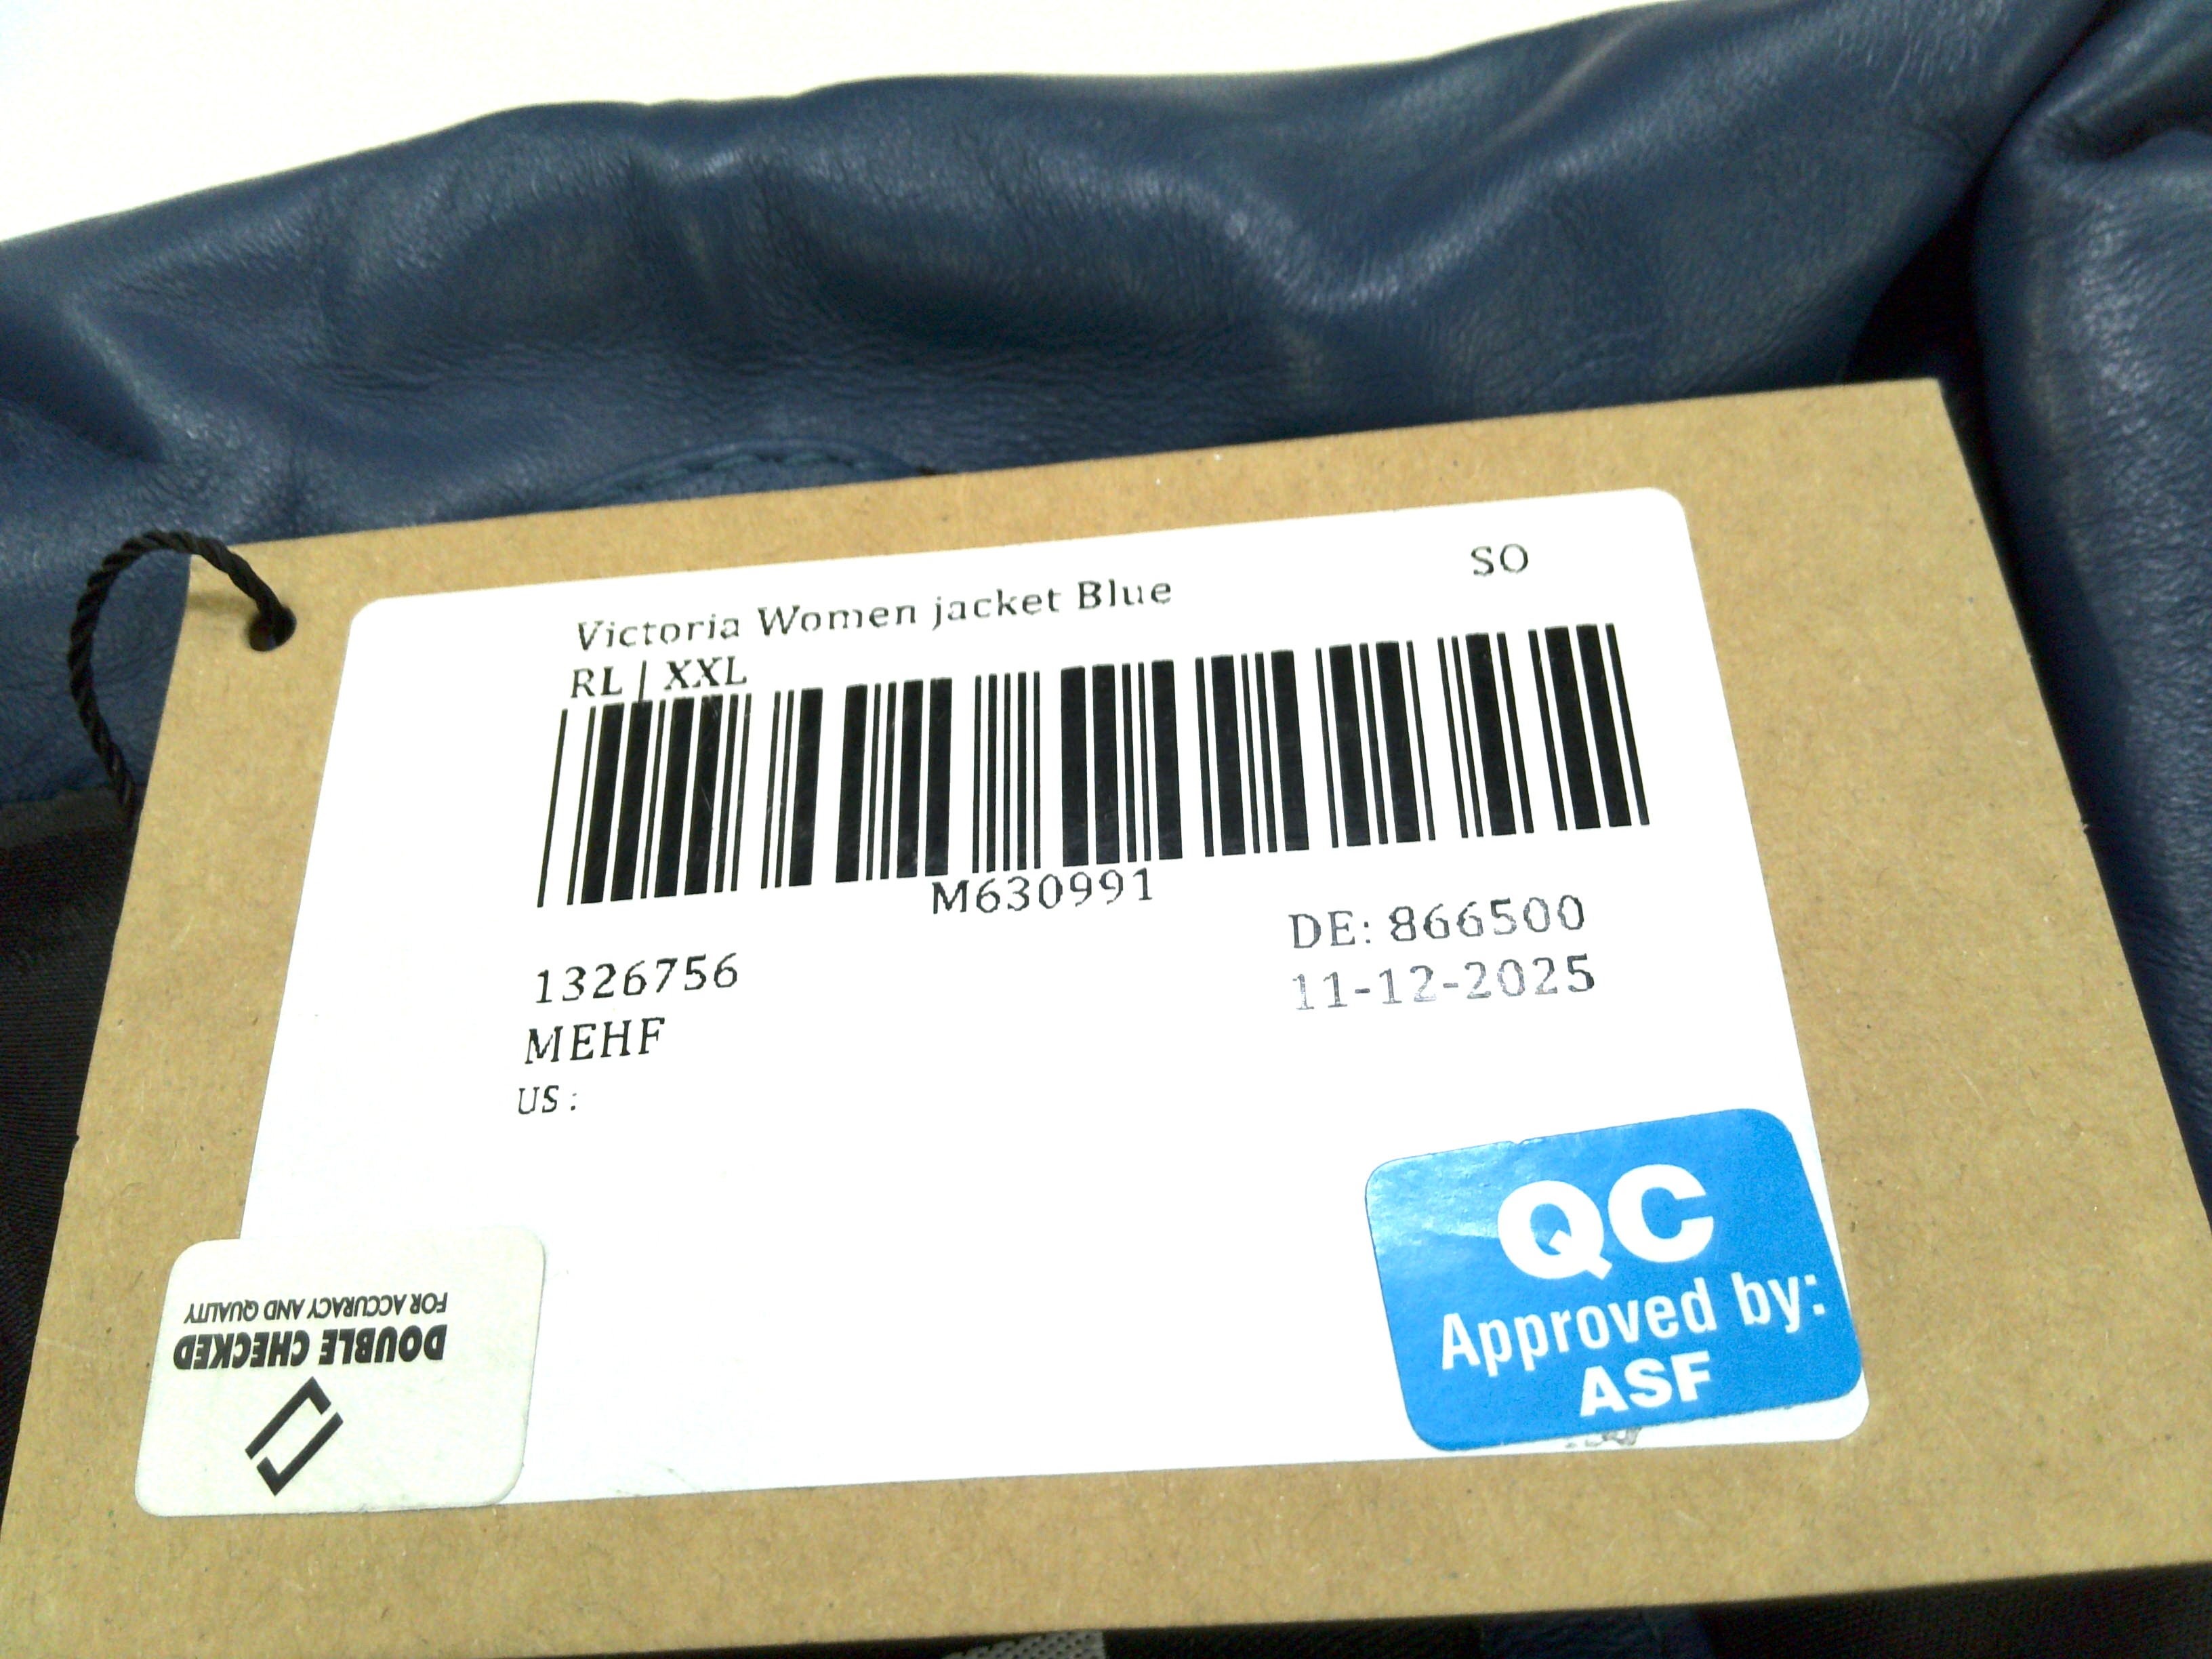 Victoria Women jacket Blue
SO
RL | XXL
M630991
DE: 866500
11-12-2025
1326756
MEHF
US :
QC
Approved by:
ASF
DOUBLE CHECKED
FOR ACCURACY AND QUALITY